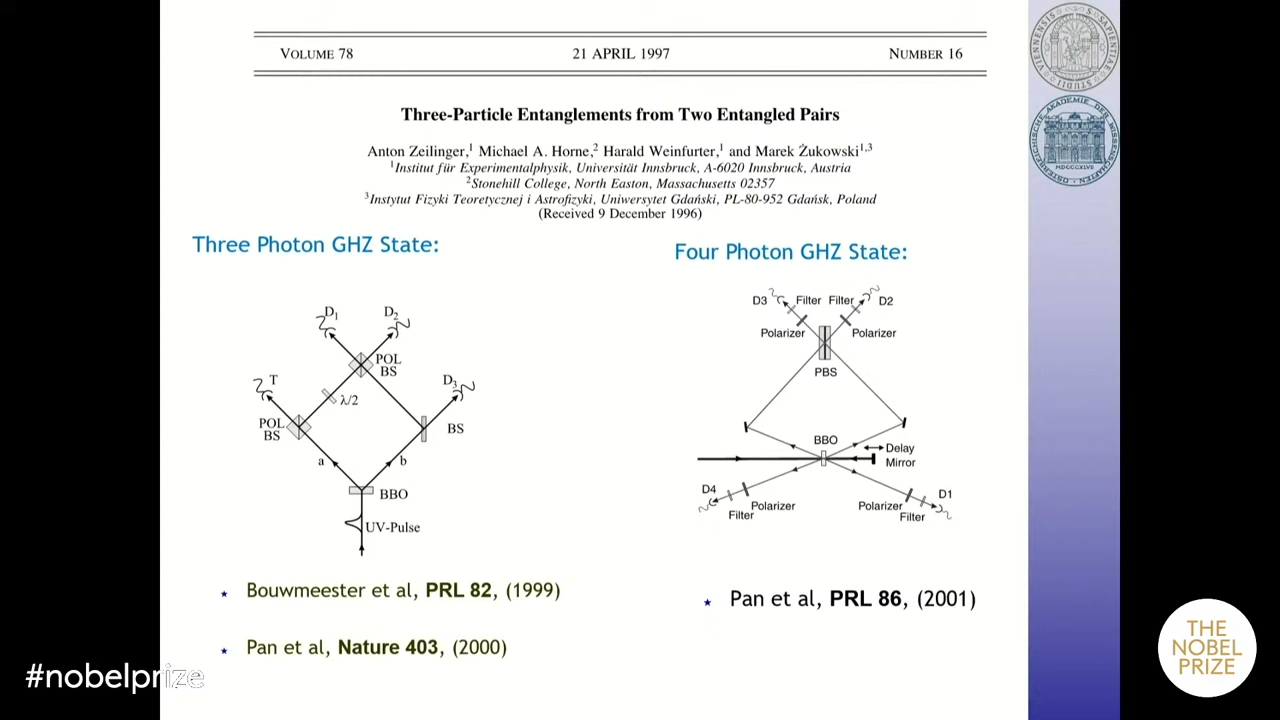 VOLUME 78 21 APRIL 1997 NUMBER 16
Three-Particle Entanglements from Two Entangled Pairs
Anton Zeilinger,1 Michael A. Horne,2 Harald Weinfurter,1 and Marek Żukowski1,3
1Institut für Experimentalphysik, Universität Innsbruck, A-6020 Innsbruck, Austria
2Stonehill College, North Easton, Massachusetts 02357
3Instytut Fizyki Teoretycznej i Astrofizyki, Uniwersytet Gdański, PL-80-952 Gdańsk, Poland
(Received 9 December 1996)
Three Photon GHZ State:
D1 D2
POL
BS
T
λ/2
D3
POL
BS
BS
a
b
BBO
UV-Pulse
★ Bouwmeester et al, PRL 82, (1999)
★ Pan et al, Nature 403, (2000)
Four Photon GHZ State:
D3 Filter Filter D2
Polarizer Polarizer
PBS
BBO
Delay
Mirror
D4 Polarizer
Filter
Polarizer D1
Filter
★ Pan et al, PRL 86, (2001)
#nobelprize
THE
NOBEL
PRIZE